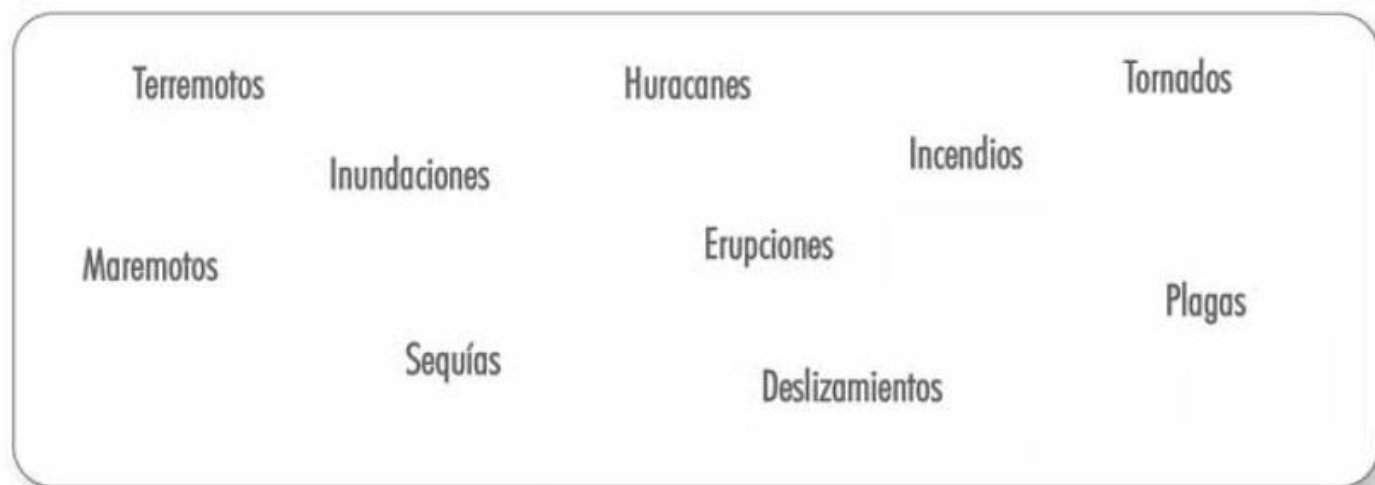 Terremotos
Huracanes
Tornados
Inundaciones
Incendios
Maremotos
Erupciones
Plagas
Sequías
Deslizamientos